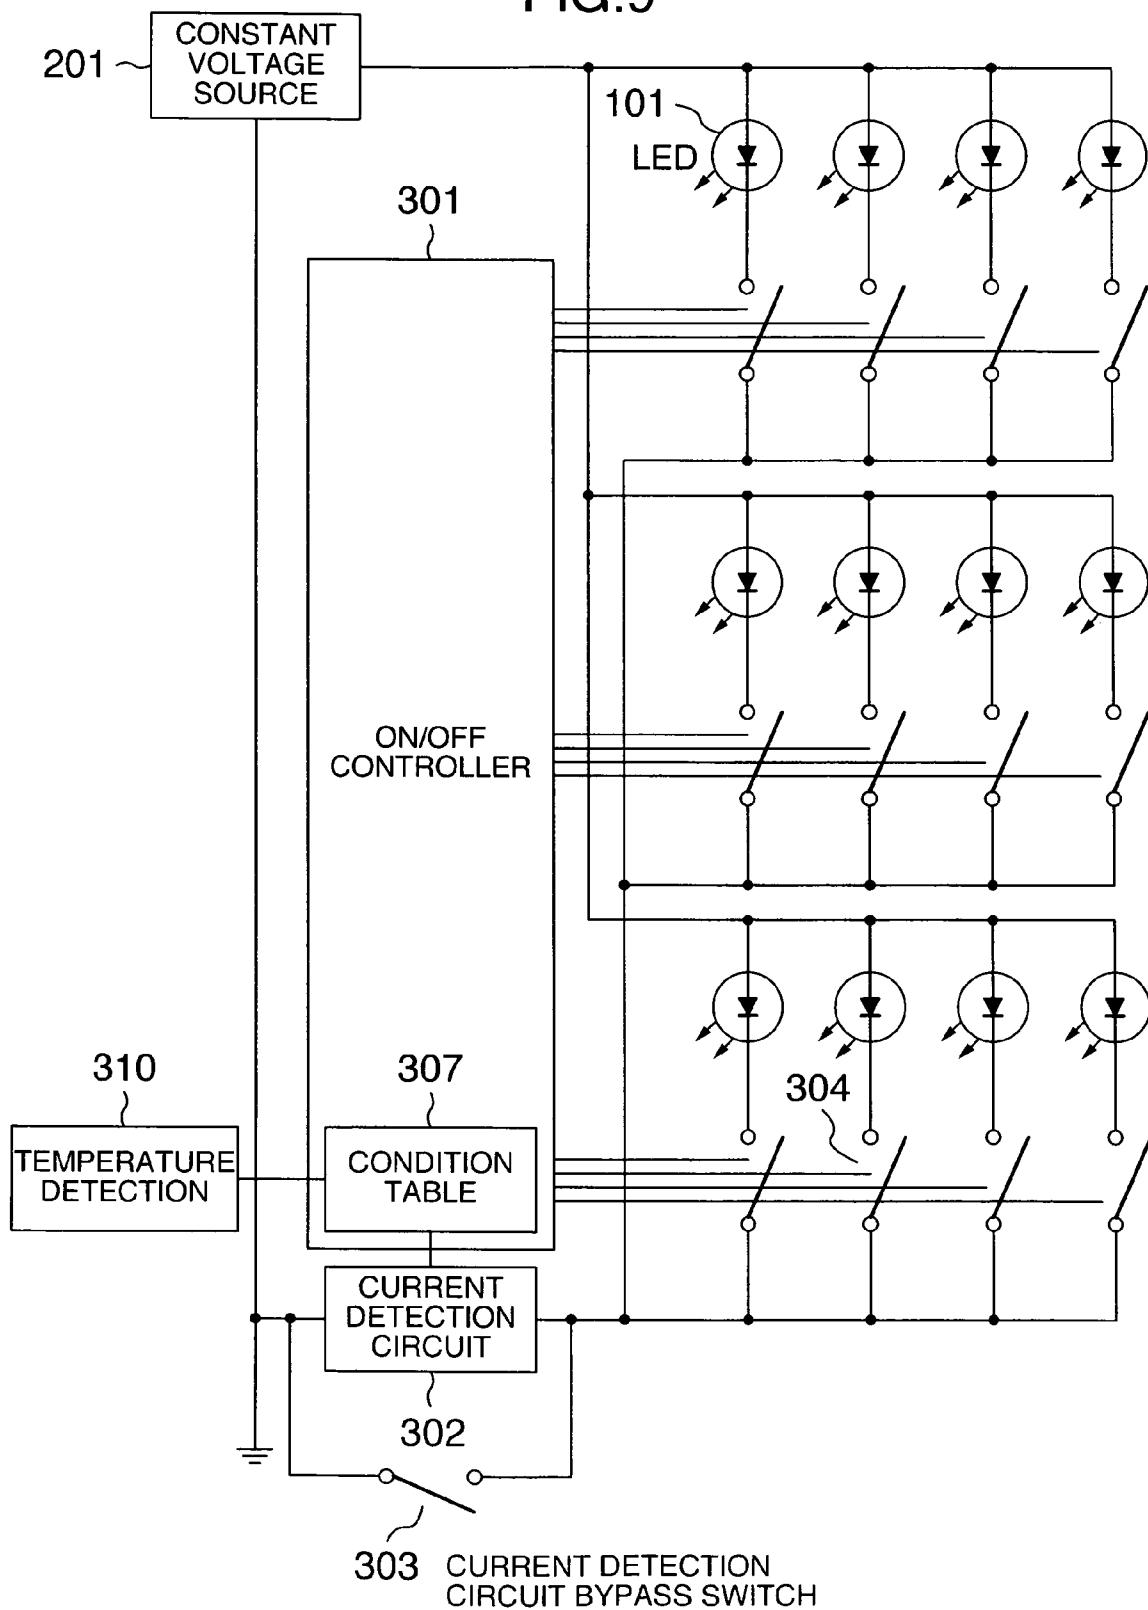 CONSTANT
VOLTAGE
SOURCE
201
101
LED
301
ON/OFF
CONTROLLER
310
307
304
TEMPERATURE
DETECTION
CONDITION
TABLE
CURRENT
DETECTION
CIRCUIT
302
303
CURRENT DETECTION
CIRCUIT BYPASS SWITCH